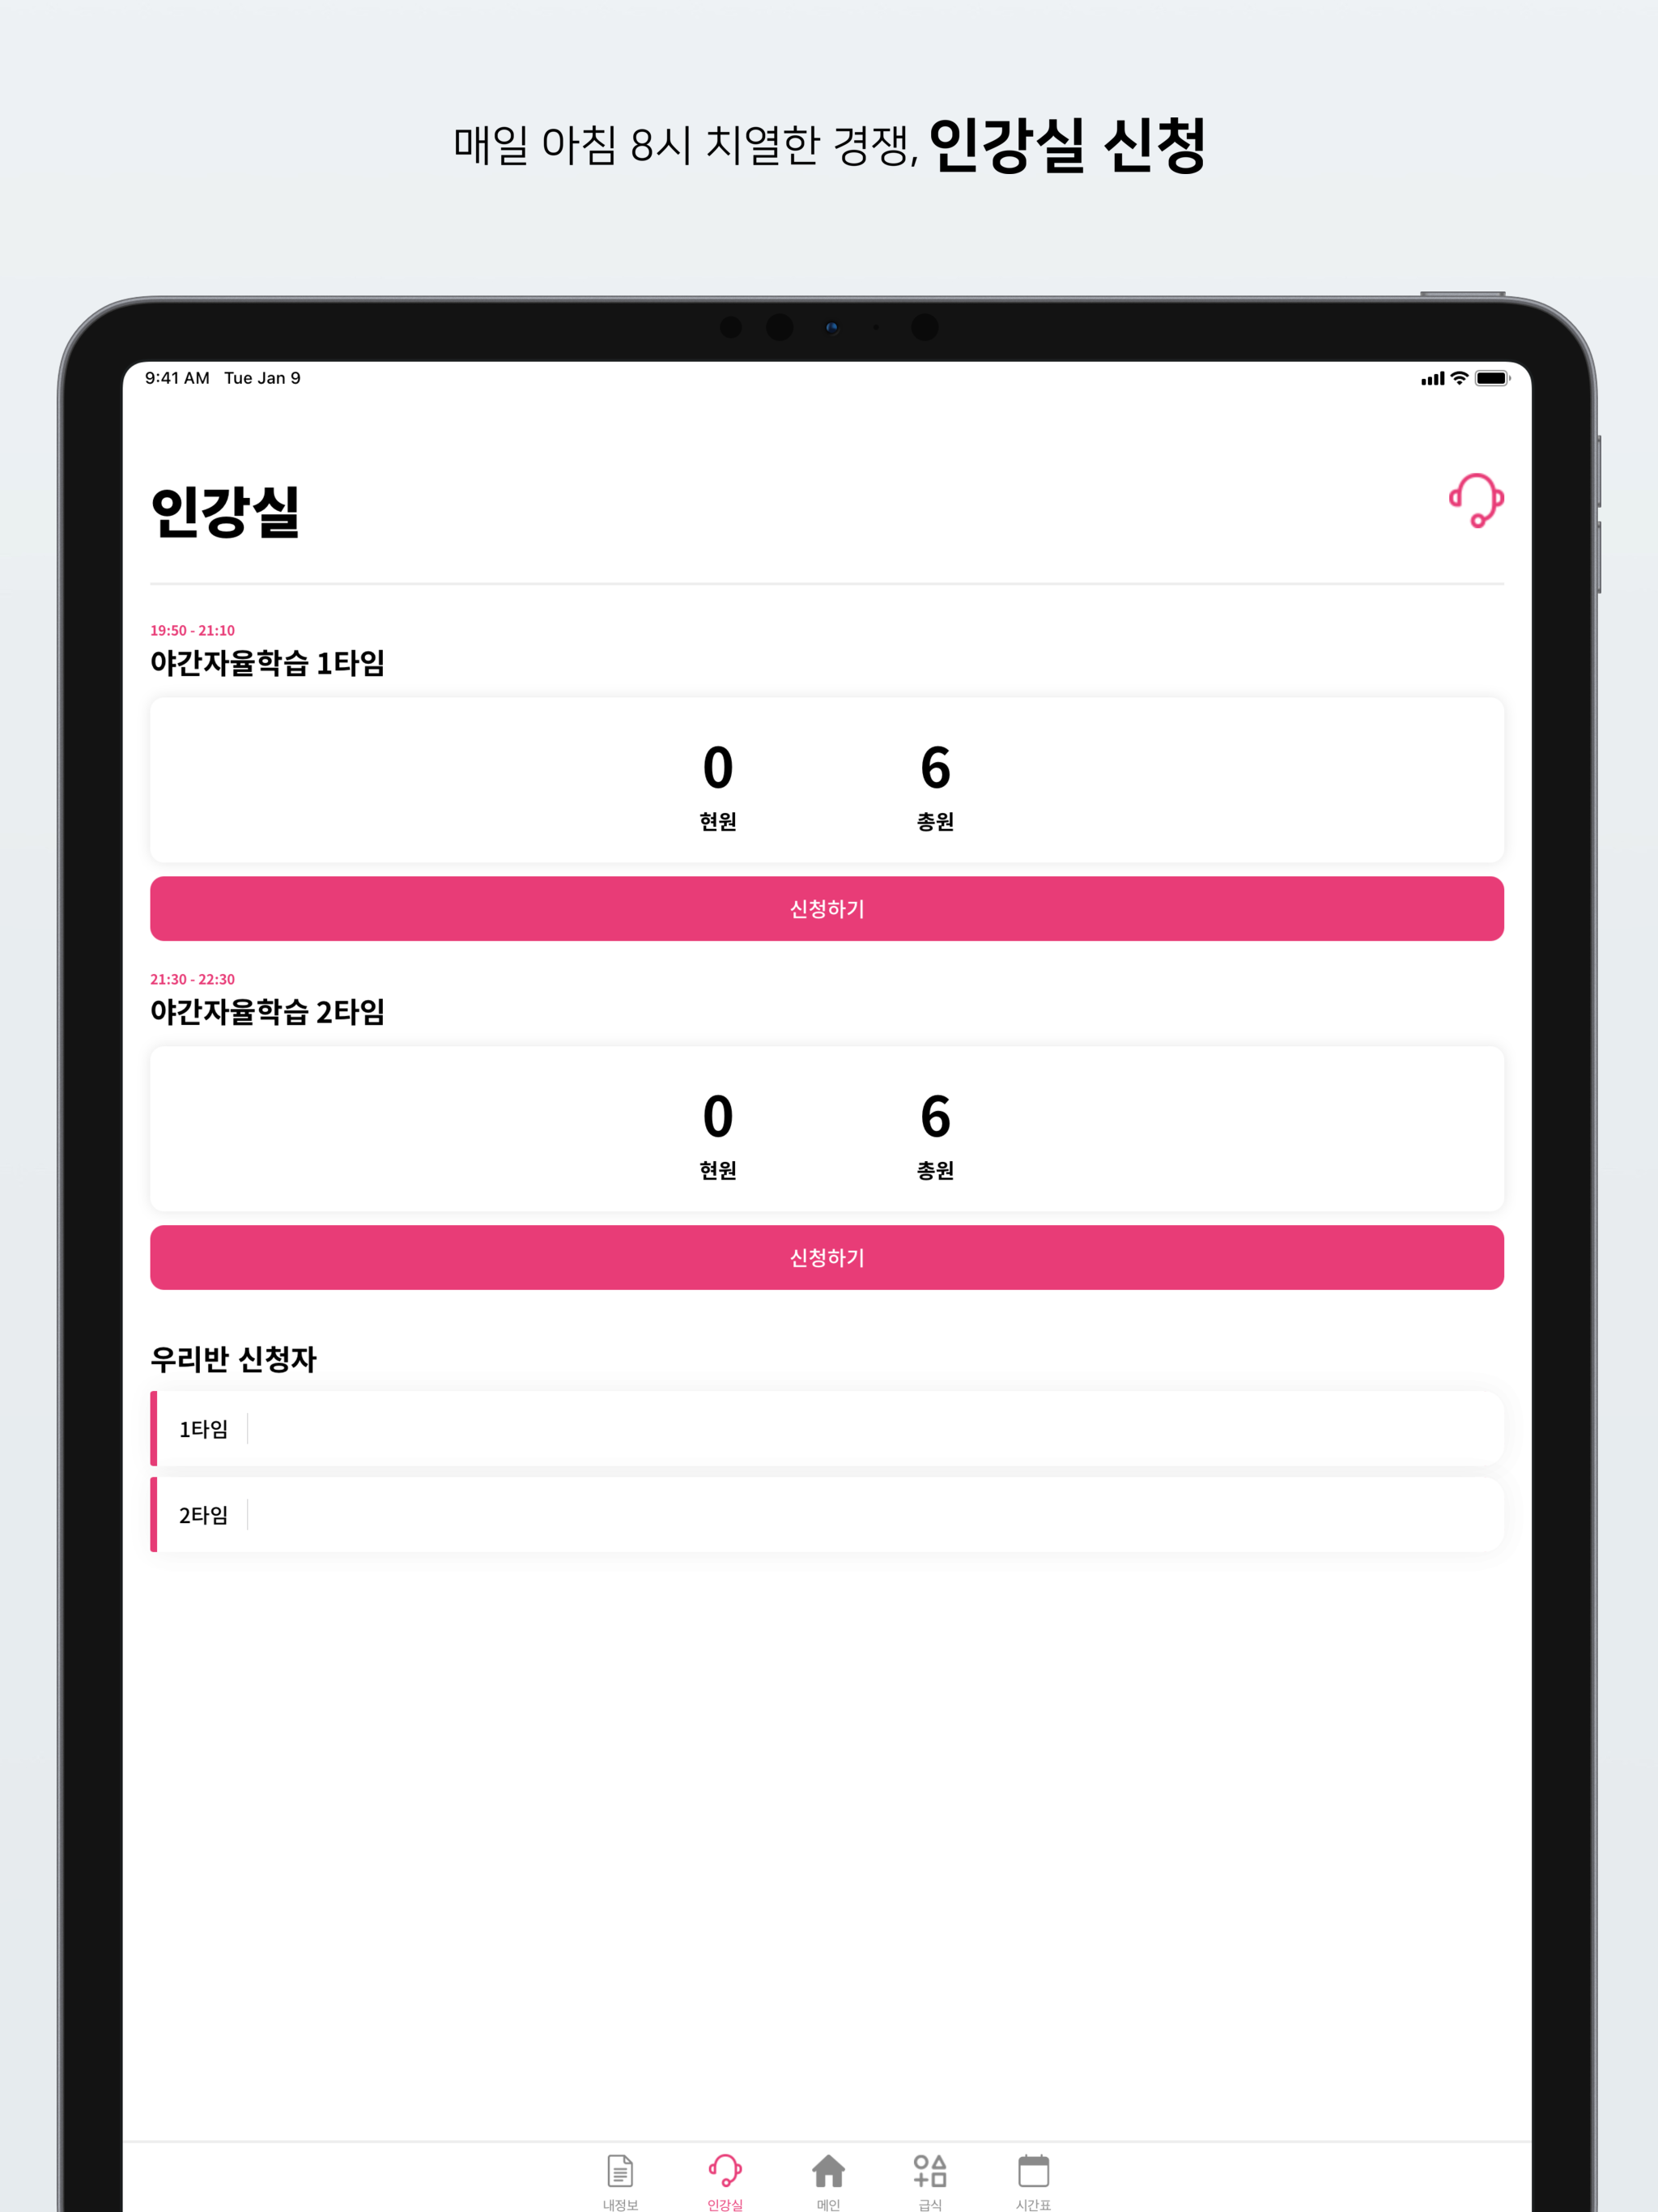 매일 아침 8시 치열한 경쟁, 인강실 신청
9:41 AM Tue Jan 9
인강실
19:50 - 21:10
야간자율학습 1타임
0 6
현원 총원
신청하기
21:30 - 22:30
야간자율학습 2타임
0 6
현원 총원
신청하기
우리반 신청자
1타임
2타임
내정보 인강실 메인 급식 시간표